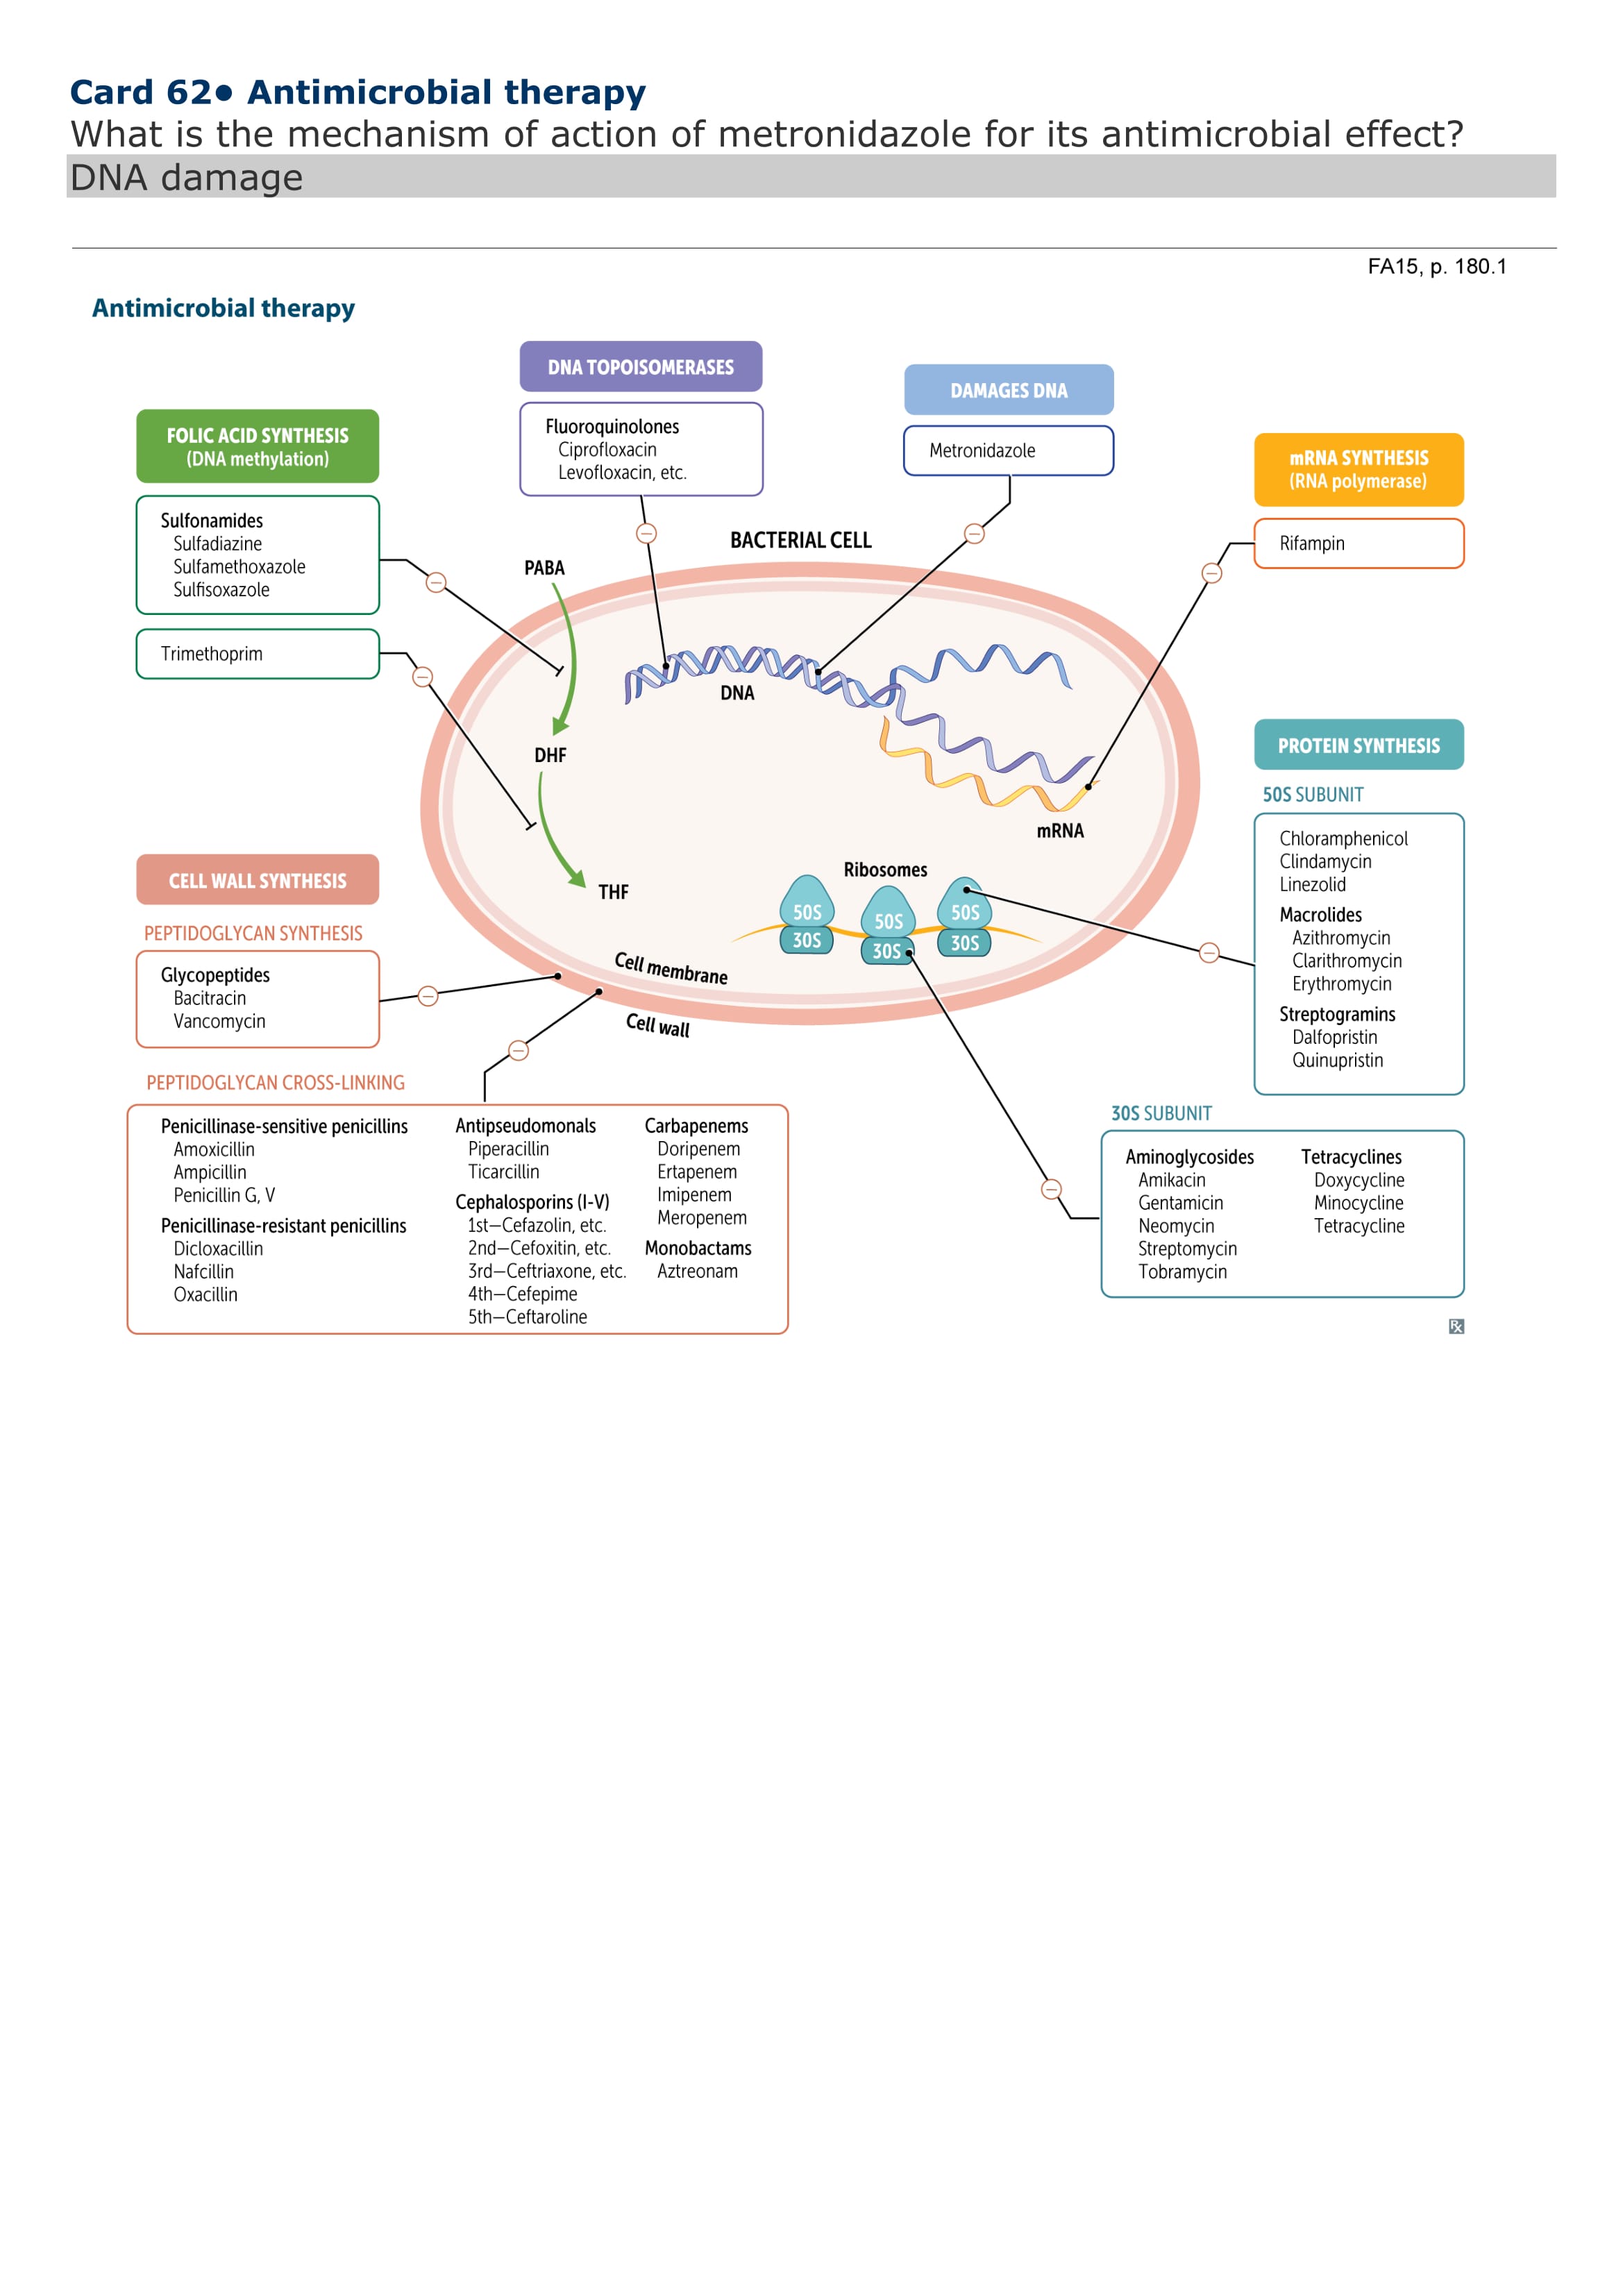 Card 62• Antimicrobial therapy
What is the mechanism of action of metronidazole for its antimicrobial effect?
DNA damage
FA15, p. 180.1
Antimicrobial therapy
DNA TOPOISOMERASES
Fluoroquinolones
Ciprofloxacin
Levofloxacin, etc.
DAMAGES DNA
Metronidazole
FOLIC ACID SYNTHESIS
(DNA methylation)
Sulfonamides
Sulfadiazine
Sulfamethoxazole
Sulfisoxazole
Trimethoprim
mRNA SYNTHESIS
(RNA polymerase)
Rifampin
BACTERIAL CELL
PABA
DNA
DHF
mRNA
THF
Ribosomes
50S
30S
50S
30S
50S
30S
Cell membrane
Cell wall
PROTEIN SYNTHESIS
50S SUBUNIT
Chloramphenicol
Clindamycin
Linezolid
Macrolides
Azithromycin
Clarithromycin
Erythromycin
Streptogramins
Dalfopristin
Quinupristin
CELL WALL SYNTHESIS
PEPTIDOGLYCAN SYNTHESIS
Glycopeptides
Bacitracin
Vancomycin
PEPTIDOGLYCAN CROSS-LINKING
Penicillinase-sensitive penicillins
Amoxicillin
Ampicillin
Penicillin G, V
Penicillinase-resistant penicillins
Dicloxacillin
Nafcillin
Oxacillin
Antipseudomonals
Piperacillin
Ticarcillin
Cephalosporins (I-V)
1st—Cefazolin, etc.
2nd—Cefoxitin, etc.
3rd—Ceftriaxone, etc.
4th—Cefepime
5th—Ceftaroline
Carbapenems
Doripenem
Ertapenem
Imipenem
Meropenem
Monobactams
Aztreonam
30S SUBUNIT
Aminoglycosides
Amikacin
Gentamicin
Neomycin
Streptomycin
Tobramycin
Tetracyclines
Doxycycline
Minocycline
Tetracycline
Rx